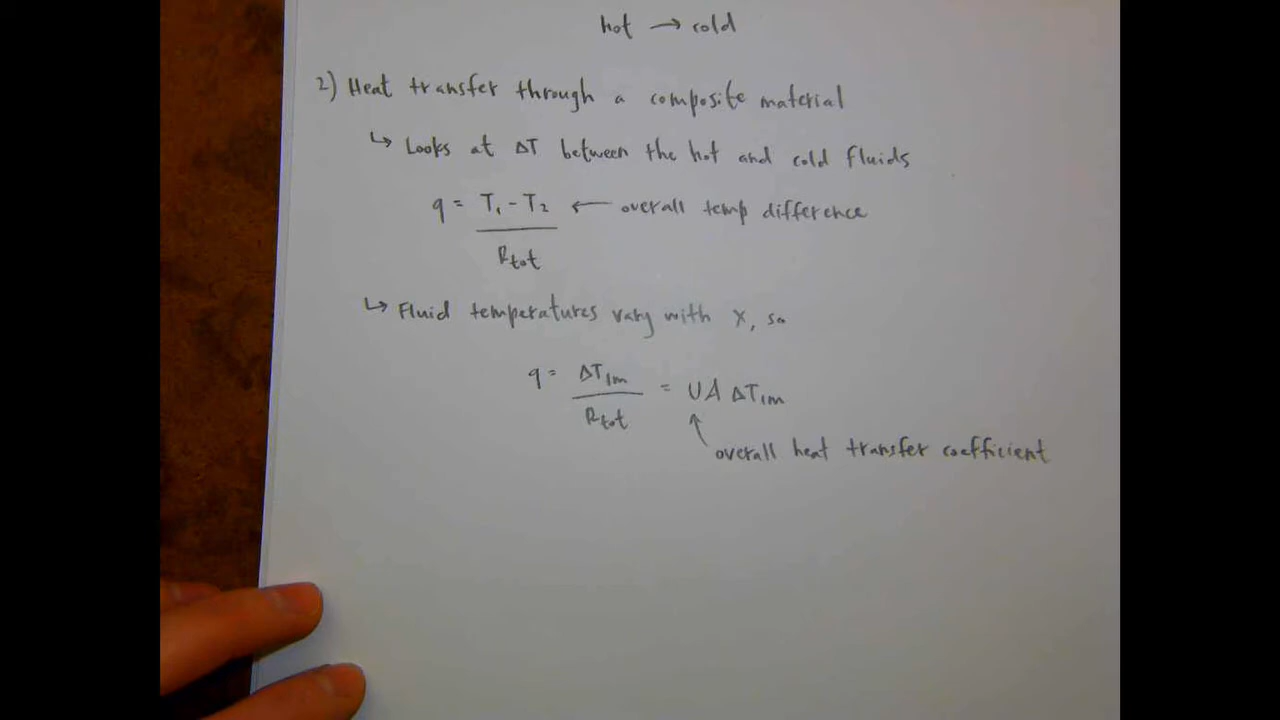 hot → cold
2) Heat transfer through a composite material
↳ Looks at ΔT between the hot and cold fluids
q = T₁ - T₂ ← overall temp difference
R_tot
↳ Fluid temperatures vary with x, so
q = ΔT_lm / R_tot = UA ΔT_lm
overall heat transfer coefficient